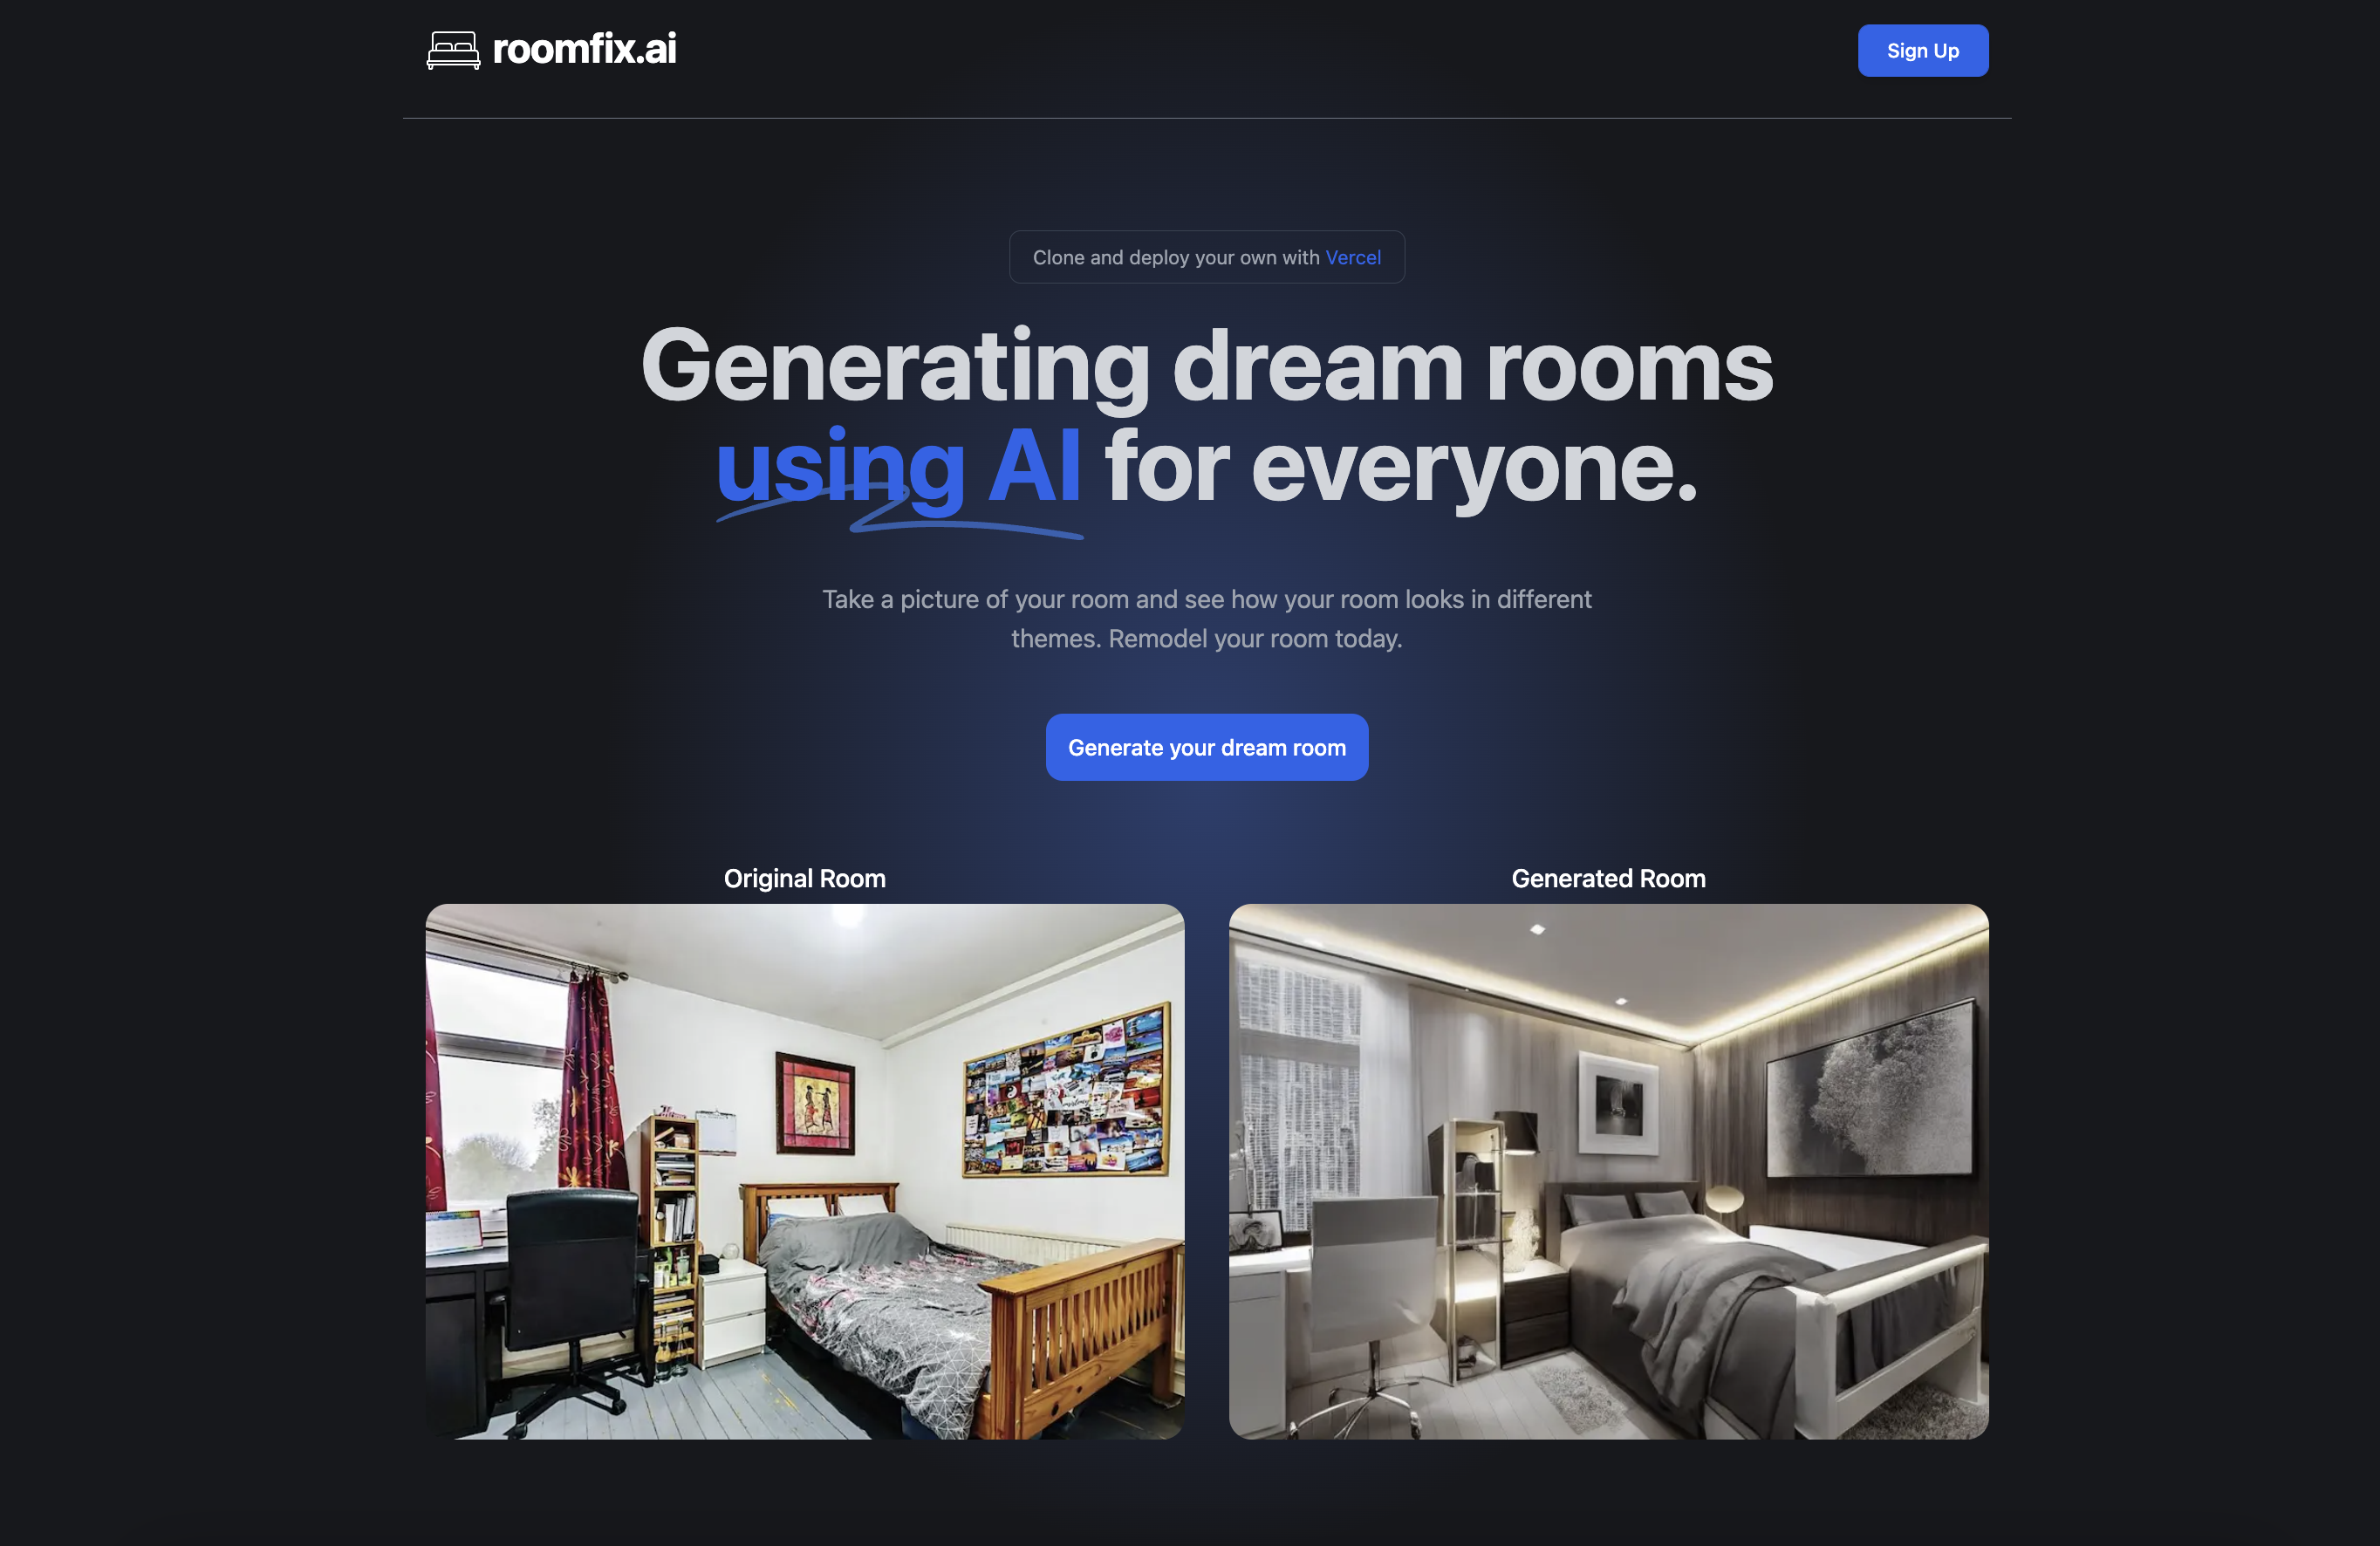 roomfix.ai
Sign Up
Clone and deploy your own with Vercel
Generating dream rooms
using AI for everyone.
Take a picture of your room and see how your room looks in different
themes. Remodel your room today.
Generate your dream room
Original Room
Generated Room